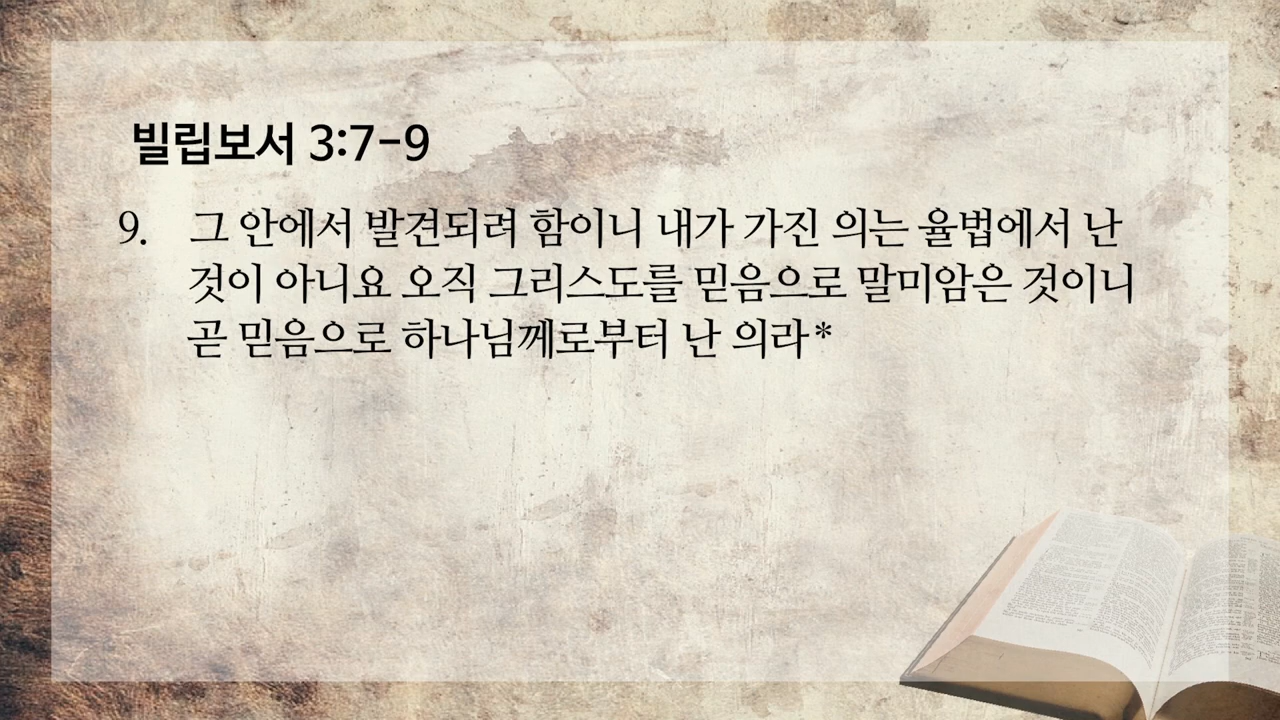 빌립보서 3:7-9
9. 그 안에서 발견되려 함이니 내가 가진 의는 율법에서 난
것이 아니요 오직 그리스도를 믿음으로 말미암은 것이니
곧 믿음으로 하나님께로부터 난 의라*